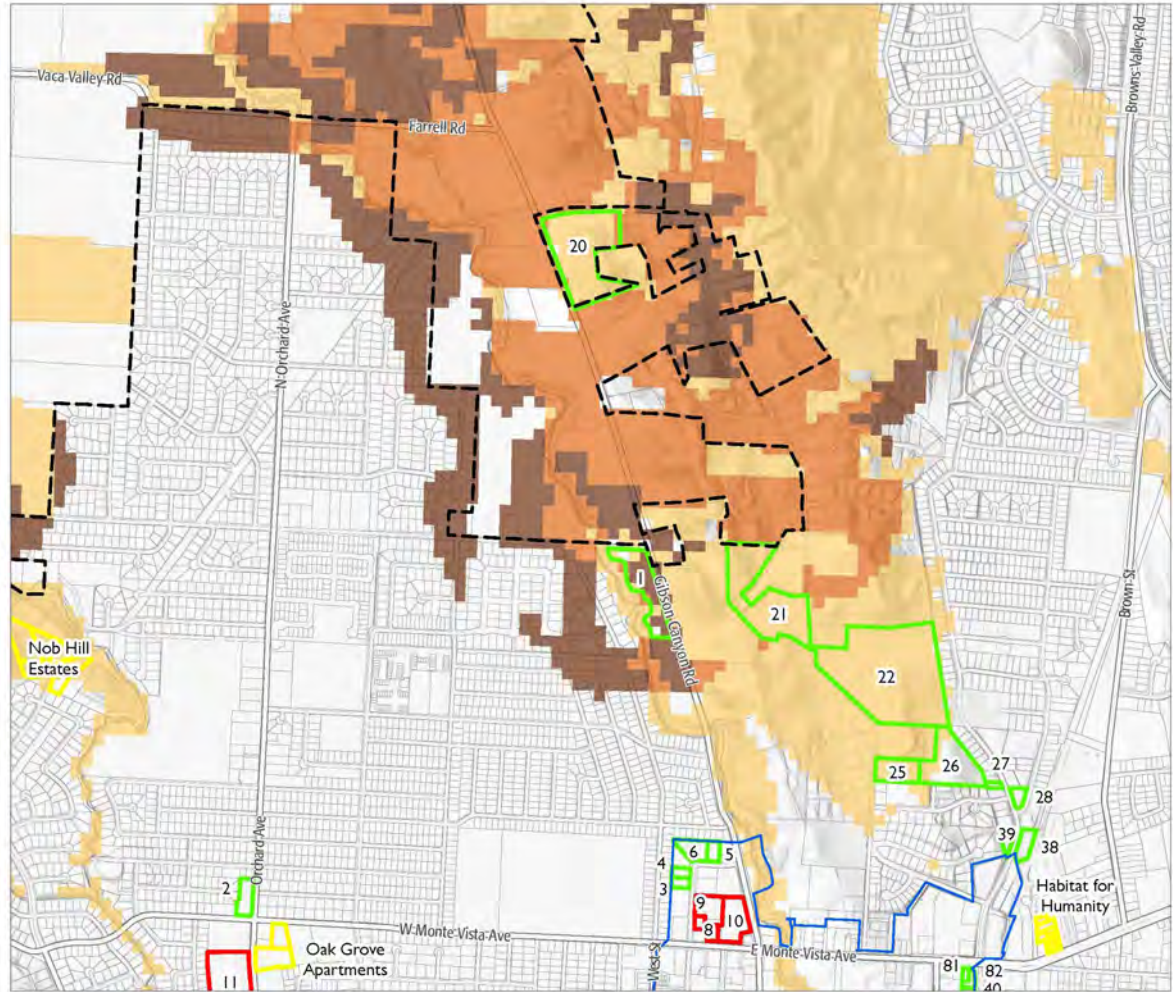 Vaca Valley Rd
Browns Valley Rd
Farrell Rd
20
N Orchard Ave
1
Gibson Canyon Rd
21
Brown St
Nob Hill
Estates
22
25
26
27
28
39
38
4
6
5
3
2
Orchard Ave
9
8
10
Habitat for
Humanity
W Monte Vista Ave
E Monte Vista Ave
West St
Oak Grove
Apartments
11
81
82
40